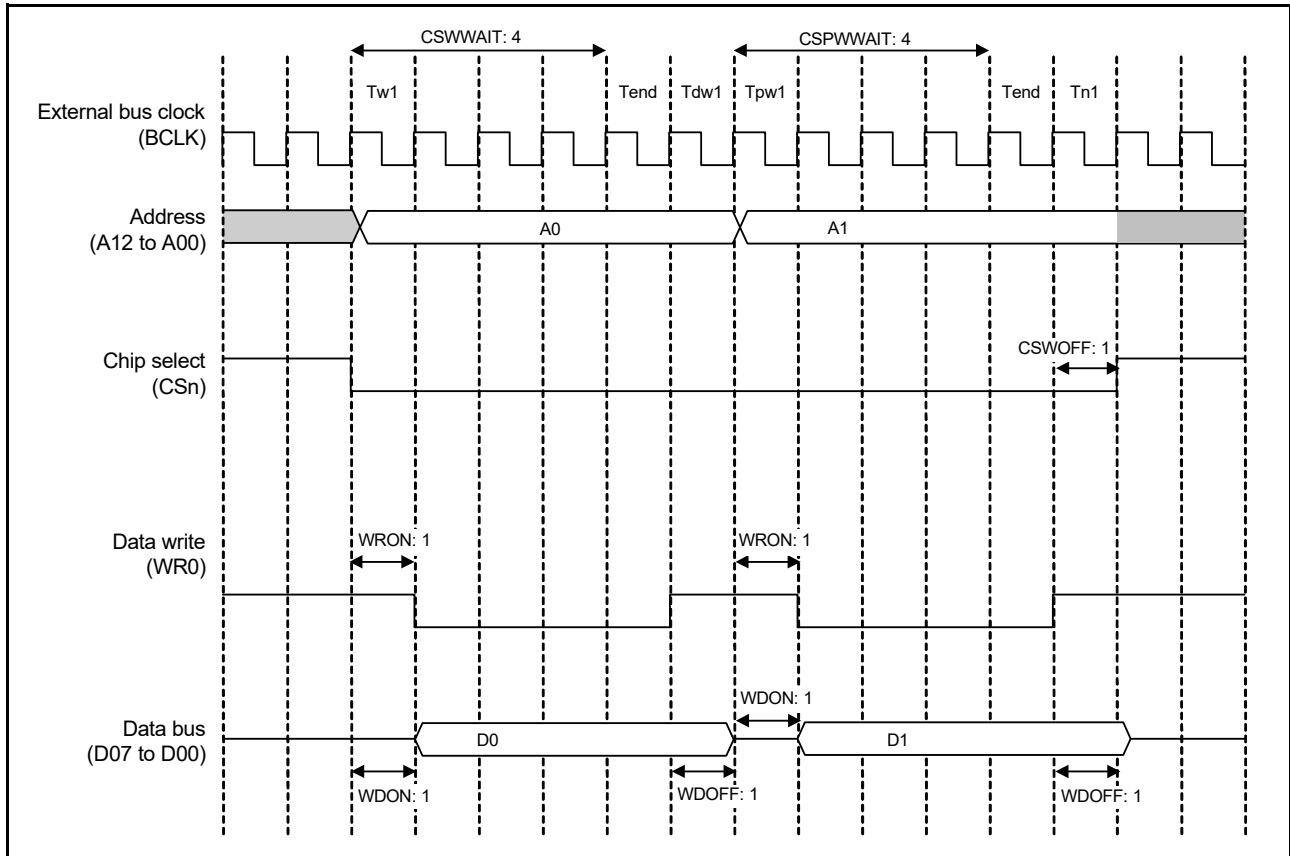 CSWWAIT: 4
CSPWWAIT: 4
Tw1
Tend
Tdw1
Tpw1
Tend
Tn1
External bus clock
(BCLK)
Address
(A12 to A00)
A0
A1
Chip select
(CSn)
CSWOFF: 1
Data write
(WR0)
WRON: 1
WRON: 1
WDON: 1
Data bus
(D07 to D00)
D0
D1
WDON: 1
WDOFF: 1
WDOFF: 1